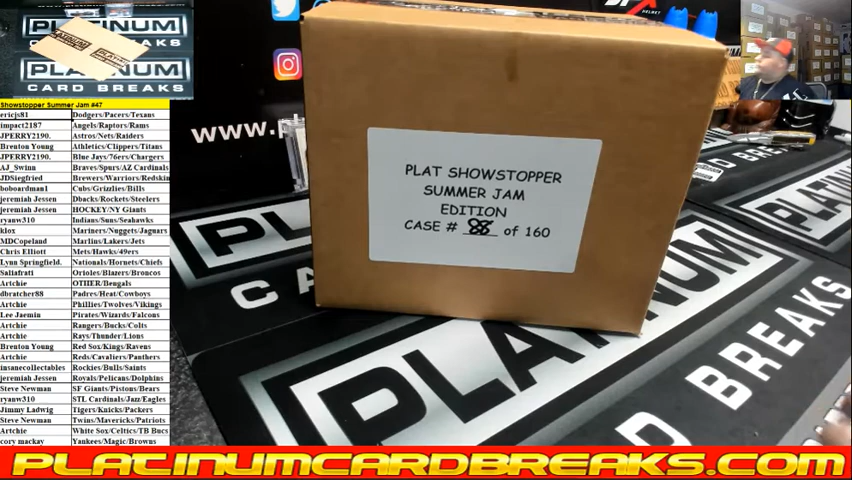 PLATINUM
CARD BREAKS
Showstopper Summer Jam #47
ericjs81 Dodgers/Pacers/Texans
impact2187 Angels/Raptors/Rams
JPERRY2190. Astros/Nets/Raiders
Brenton Young Athletics/Clippers/Titans
JPERRY2190. Blue Jays/76ers/Chargers
AJ_Swinn Braves/Spurs/AZ Cardinals
JDSiegfried Brewers/Warriors/Redskin
boboardman1 Cubs/Grizzlies/Bills
jeremiah Jessen Dbacks/Rockets/Steelers
jeremiah Jessen HOCKEY/NY Giants
ryanw310 Indians/Suns/Seahawks
klox Mariners/Nuggets/Jaguars
MDCopeland Marlins/Lakers/Jets
Chris Elliott Mets/Hawks/49ers
Lynn Springfield. Nationals/Hornets/Chiefs
Saliafrati Orioles/Blazers/Broncos
Artchie OTHER/Bengals
dbratcher88 Padres/Heat/Cowboys
Artchie Phillies/Twolves/Vikings
Lee Jaemin Pirates/Wizards/Falcons
Artchie Rangers/Bucks/Colts
Artchie Rays/Thunder/Lions
Brenton Young Red Sox/Kings/Ravens
Artchie Reds/Cavaliers/Panthers
insanecollectables Rockies/Bulls/Saints
jeremiah Jessen Royals/Pelicans/Dolphins
Steve Newman SF Giants/Pistons/Bears
ryanw310 STL Cardinals/Jazz/Eagles
Jimmy Ladwig Tigers/Knicks/Packers
Steve Newman Twins/Mavericks/Patriots
Artchie White Sox/Celtics/TB Bucs
cory mackay Yankees/Magic/Browns
www.
PLAT SHOWSTOPPER
SUMMER JAM
EDITION
CASE # 88 of 160
PLATINUM
CARD BREAKS
PLATINUMCARDBREAKS.COM